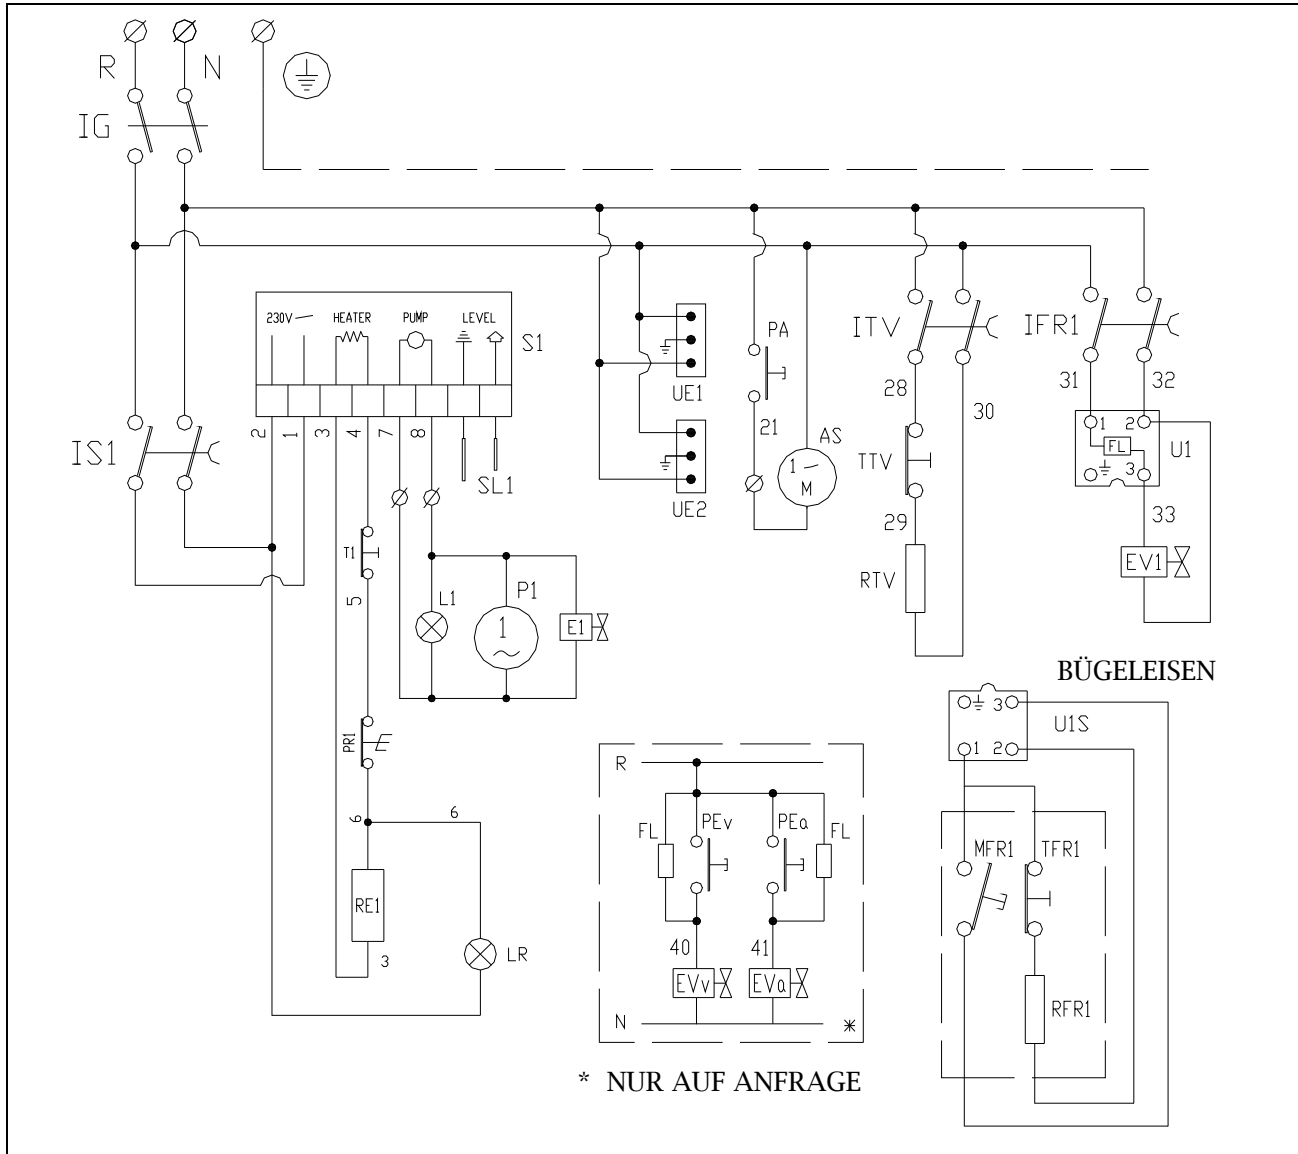 R
N
IG
230V
HEATER
PUMP
LEVEL
S1
PA
ITV
IFR1
UE1
28
30
31
32
2
1
3
4
7
8
21
AS
1
2
FL
U1
3
IS1
SL1
1
M
TTV
UE2
29
33
T1
5
L1
P1
1
E1
RTV
EV1
BÜGELEISEN
3
U1S
1
2
PR1
R
6
6
FL
PEv
PEa
FL
MFR1
TFR1
RE1
3
LR
40
41
EVv
EVa
RFR1
N
*
* NUR AUF ANFRAGE